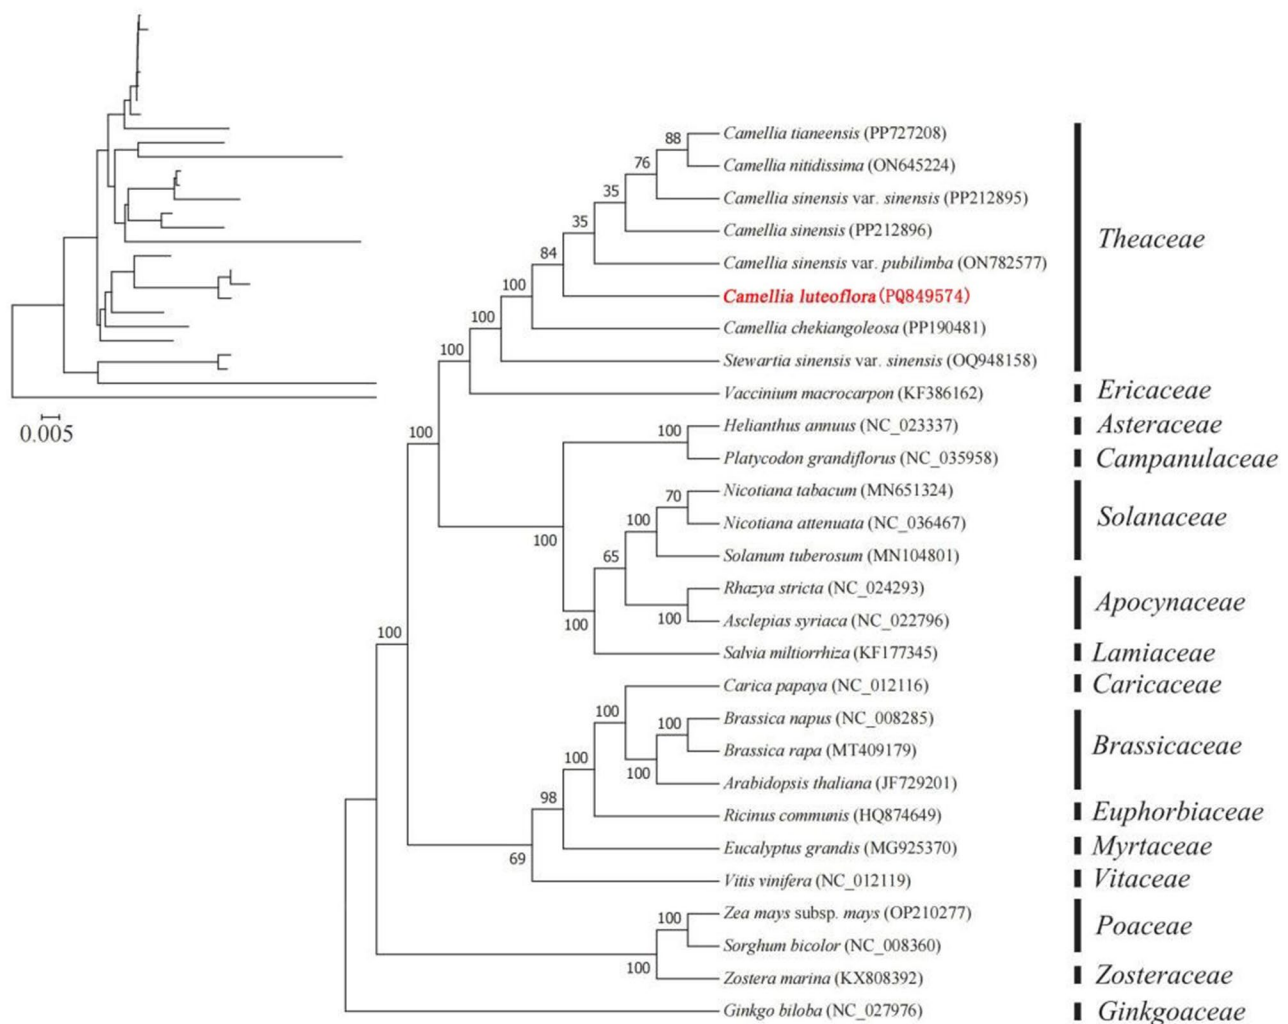 88
Camellia tianeensis (PP727208)
76
Camellia nitidissima (ON645224)
35
Camellia sinensis var. sinensis (PP212895)
35
Camellia sinensis (PP212896)
Theaceae
84
Camellia sinensis var. pubilimba (ON782577)
100
Camellia luteoflora (PQ849574)
100
Camellia chekiangoleosa (PP190481)
100
Stewartia sinensis var. sinensis (OQ948158)
Vaccinium macrocarpon (KF386162)
Ericaceae
0.005
100
100
Helianthus annuus (NC_023337)
Asteraceae
Platycodon grandiflorus (NC_035958)
Campanulaceae
70
Nicotiana tabacum (MN651324)
100
Nicotiana attenuata (NC_036467)
Solanaceae
100
65
Solanum tuberosum (MN104801)
Rhazya stricta (NC_024293)
Apocynaceae
100
100
Asclepias syriaca (NC_022796)
100
Salvia miltiorrhiza (KF177345)
Lamiaceae
Carica papaya (NC_012116)
Caricaceae
100
100
Brassica napus (NC_008285)
Brassicaceae
100
Brassica rapa (MT409179)
100
Arabidopsis thaliana (JF729201)
98
Ricinus communis (HQ874649)
Euphorbiaceae
69
Eucalyptus grandis (MG925370)
Myrtaceae
Vitis vinifera (NC_012119)
Vitaceae
100
Zea mays subsp. mays (OP210277)
Poaceae
Sorghum bicolor (NC_008360)
100
Zostera marina (KX808392)
Zosteraceae
Ginkgo biloba (NC_027976)
Ginkgoaceae